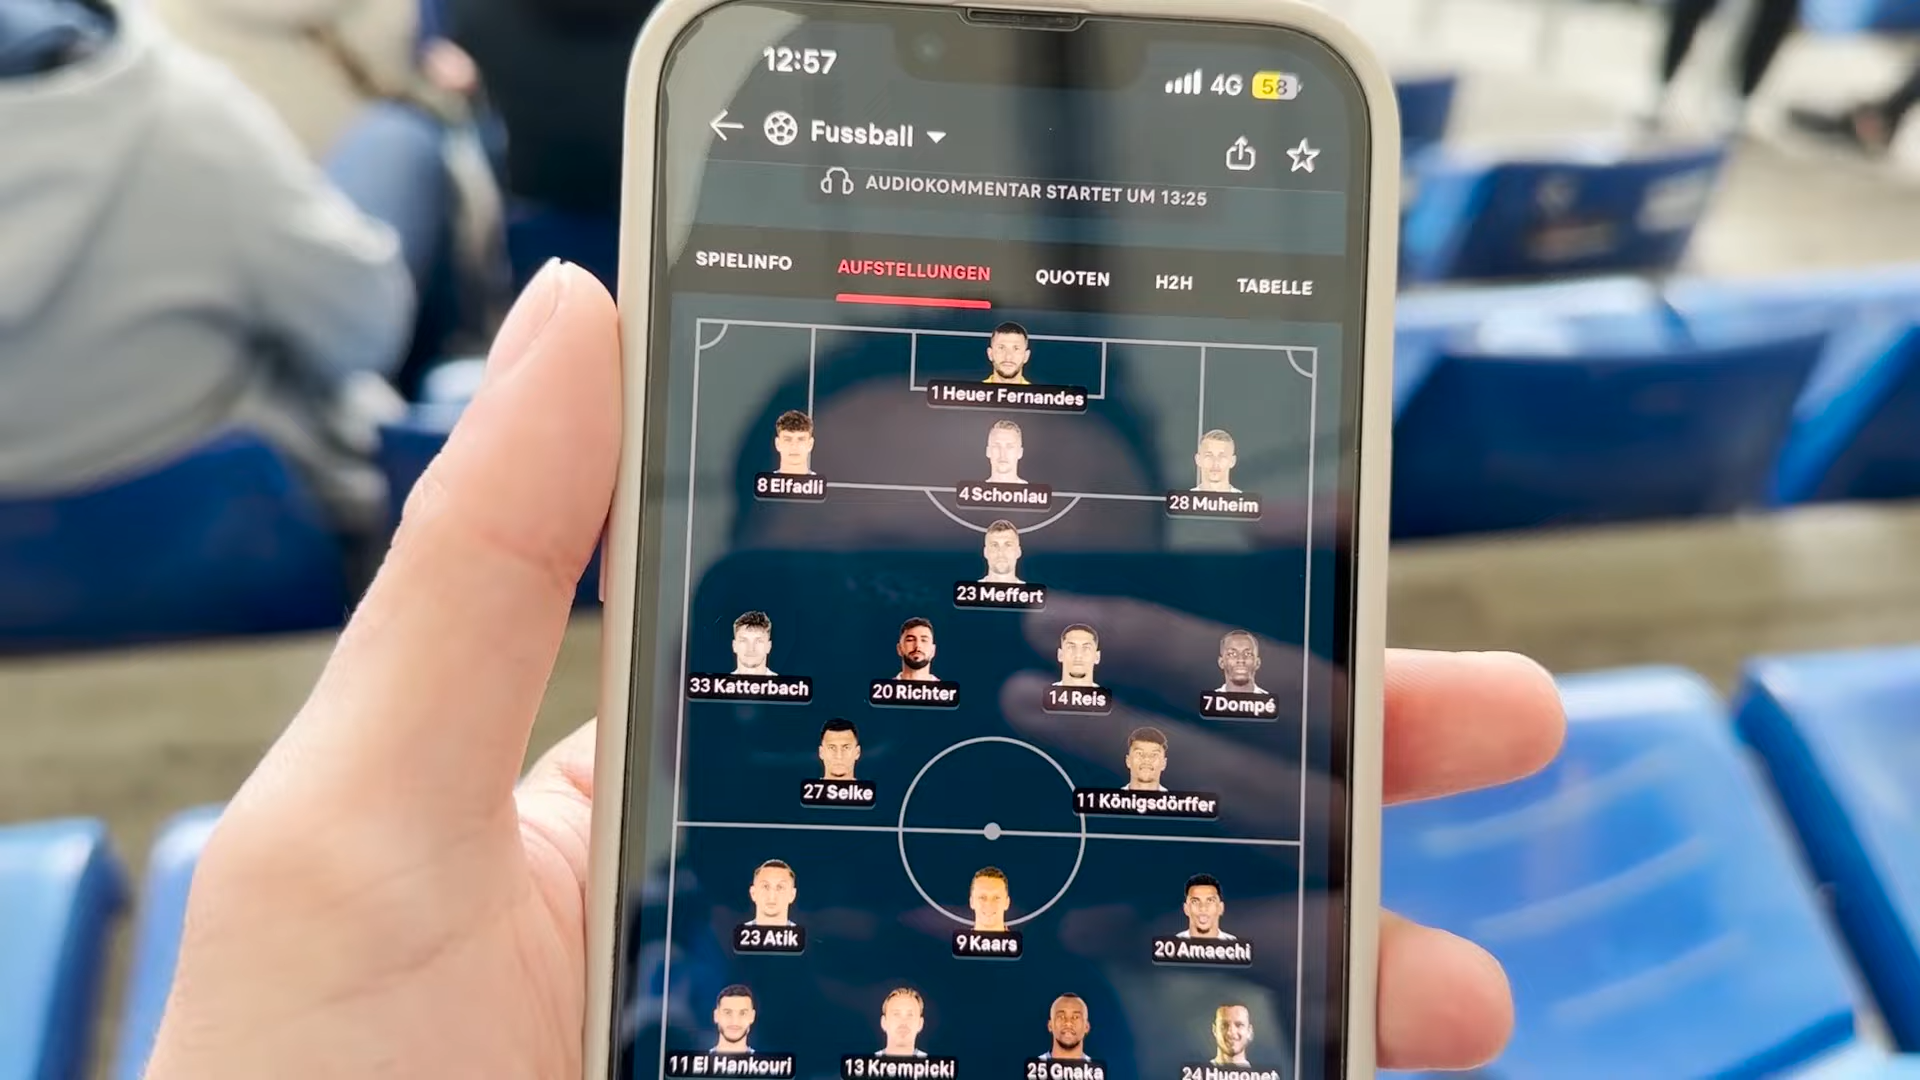 12:57
4G 58
Fussball
AUDIOKOMMENTAR STARTET UM 13:25
SPIELINFO AUFSTELLUNGEN QUOTEN H2H TABELLE
1 Heuer Fernandes
8 Elfadli 4 Schonlau 28 Muheim
23 Meffert
33 Katterbach 20 Richter 14 Reis 7 Dompé
27 Selke 11 Königsdörffer
23 Atik 9 Kaars 20 Amaechi
11 El Hankouri 13 Krempicki 25 Gnaka 24 Hugonet